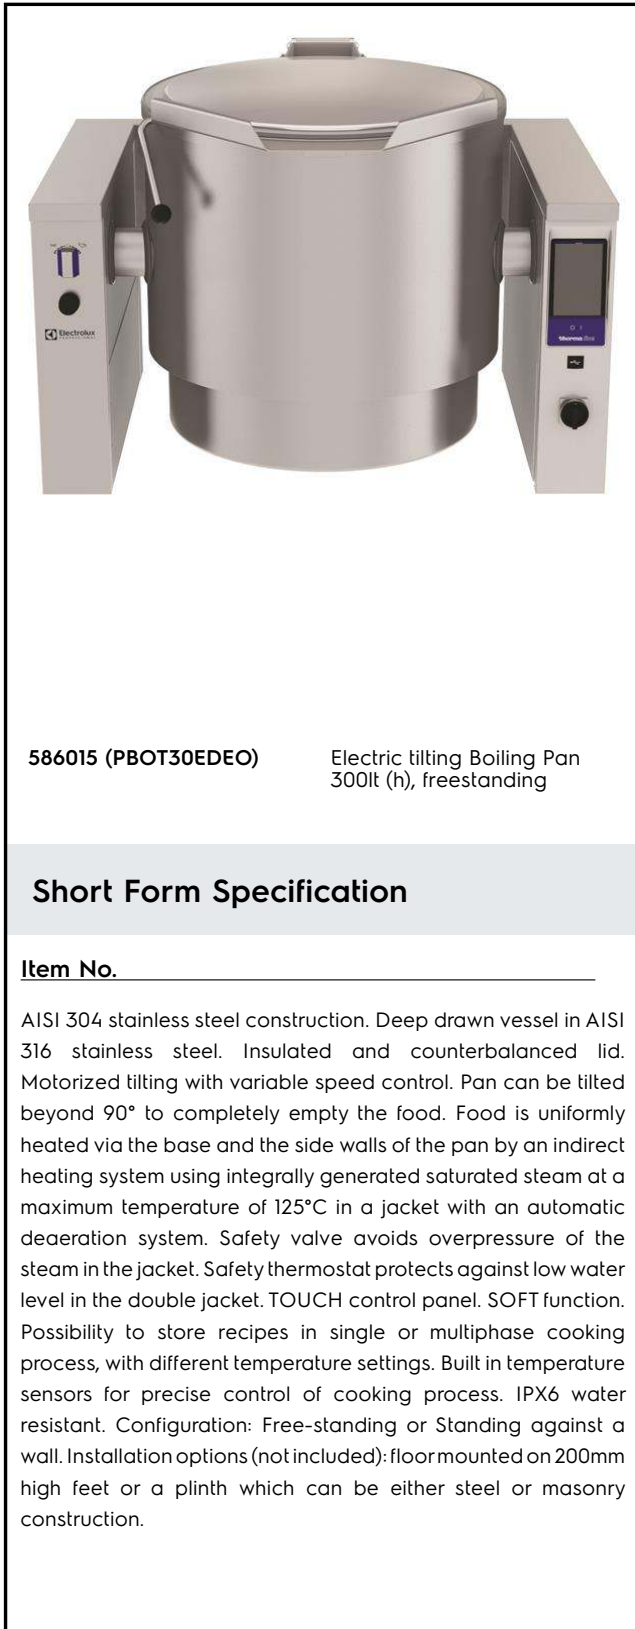 Electrolux
PROFESSIONAL
thermaline
586015 (PBOT30EDEO)
Electric tilting Boiling Pan
300lt (h), freestanding
Short Form Specification
Item No.
AISI 304 stainless steel construction. Deep drawn vessel in AISI
316 stainless steel. Insulated and counterbalanced lid.
Motorized tilting with variable speed control. Pan can be tilted
beyond 90° to completely empty the food. Food is uniformly
heated via the base and the side walls of the pan by an indirect
heating system using integrally generated saturated steam at a
maximum temperature of 125°C in a jacket with an automatic
deaeration system. Safety valve avoids overpressure of the
steam in the jacket. Safety thermostat protects against low water
level in the double jacket. TOUCH control panel. SOFT function.
Possibility to store recipes in single or multiphase cooking
process, with different temperature settings. Built in temperature
sensors for precise control of cooking process. IPX6 water
resistant. Configuration: Free-standing or Standing against a
wall. Installation options (not included): floor mounted on 200mm
high feet or a plinth which can be either steel or masonry
construction.